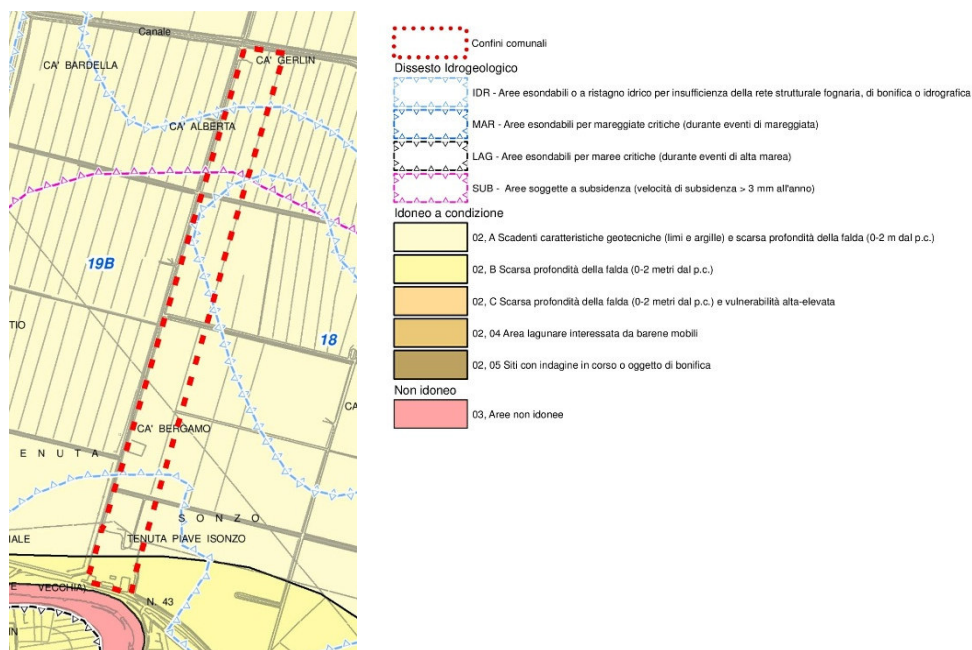 Canale
CA' BARDELLA
CA' GERLIN
CA' ALBERTA
19B
TIO
18
CA
CA' BERGAMO
E N U T A
S O N Z O
IALE
TENUTA PIAVE ISONZO
E VECCHIA)
N. 43
IN
Confini comunali
Dissesto Idrogeologico
IDR - Aree esondabili o a ristagno idrico per insufficienza della rete strutturale fognaria, di bonifica o idrografica
MAR - Aree esondabili per mareggiate critiche (durante eventi di mareggiata)
LAG - Aree esondabili per maree critiche (durante eventi di alta marea)
SUB - Aree soggette a subsidenza (velocità di subsidenza > 3 mm all'anno)
Idoneo a condizione
02, A Scadenti caratteristiche geotecniche (limi e argille) e scarsa profondità della falda (0-2 m dal p.c.)
02, B Scarsa profondità della falda (0-2 metri dal p.c.)
02, C Scarsa profondità della falda (0-2 metri dal p.c.) e vulnerabilità alta-elevata
02, 04 Area lagunare interessata da barene mobili
02, 05 Siti con indagine in corso o oggetto di bonifica
Non idoneo
03, Aree non idonee